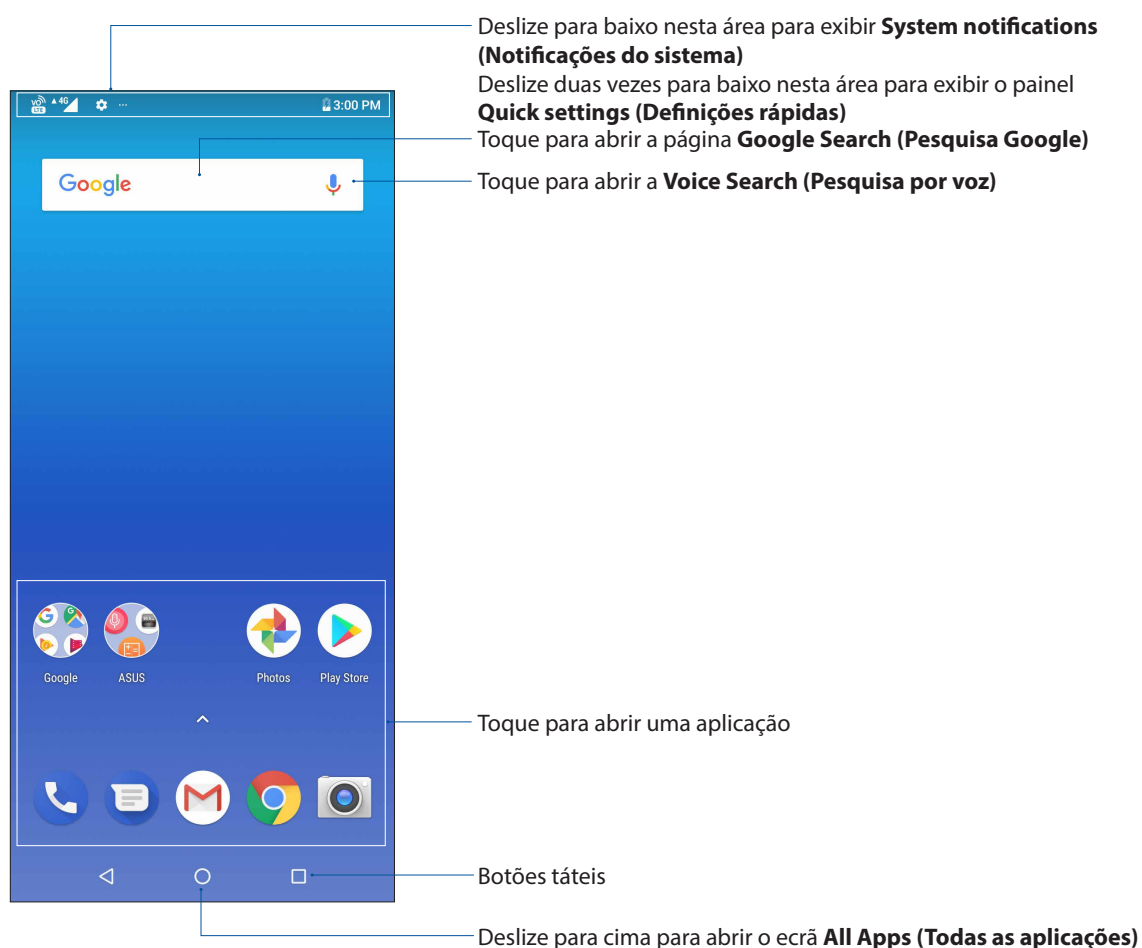 Deslize para baixo nesta área para exibir System notifications
(Notificações do sistema)
Deslize duas vezes para baixo nesta área para exibir o painel
Quick settings (Definições rápidas)
VO LTE 4G ... 3:00 PM
Toque para abrir a página Google Search (Pesquisa Google)
Google
Toque para abrir a Voice Search (Pesquisa por voz)
Google ASUS Photos Play Store
Toque para abrir uma aplicação
Botões táteis
Deslize para cima para abrir o ecrã All Apps (Todas as aplicações)